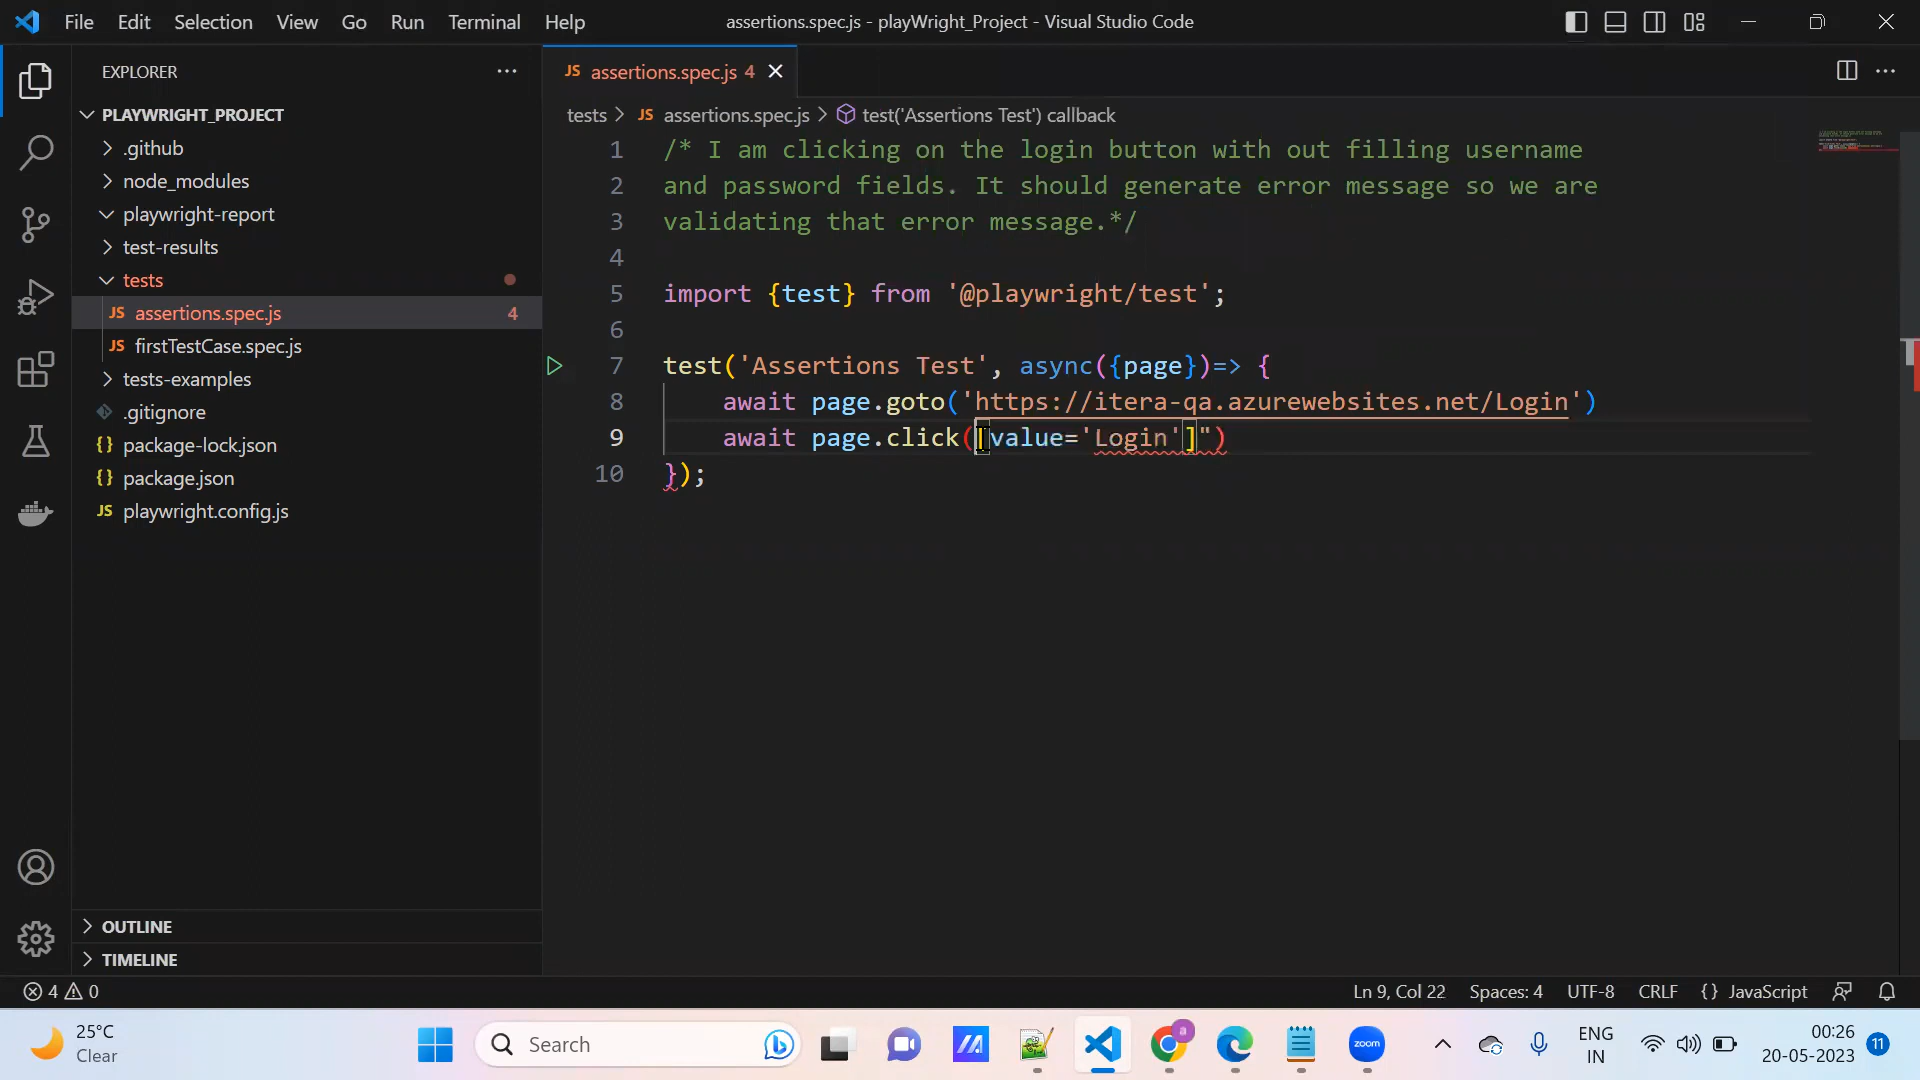 File Edit Selection View Go Run Terminal Help
assertions.spec.js - playWright_Project - Visual Studio Code
EXPLORER
PLAYWRIGHT_PROJECT
.github
node_modules
playwright-report
test-results
tests
JS assertions.spec.js 4
JS firstTestCase.spec.js
tests-examples
.gitignore
{} package-lock.json
{} package.json
JS playwright.config.js
OUTLINE
TIMELINE
JS assertions.spec.js 4
tests > JS assertions.spec.js > test('Assertions Test') callback
1 /* I am clicking on the login button with out filling username
2 and password fields. It should generate error message so we are
3 validating that error message.*/
4
5 import {test} from '@playwright/test';
6
7 test('Assertions Test', async({page})=> {
8 await page.goto('https://itera-qa.azurewebsites.net/Login')
9 await page.click([value='Login']")
10 });
4 0
Ln 9, Col 22 Spaces: 4 UTF-8 CRLF {} JavaScript
25°C
Clear
Search
a
zoom
ENG
IN
00:26
20-05-2023
11